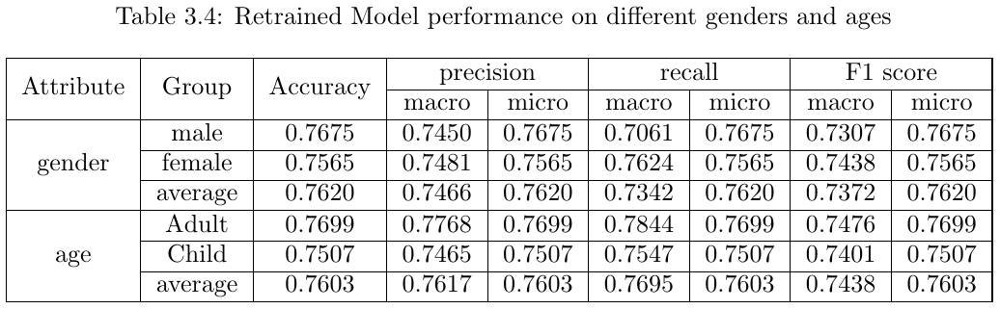 Table 3.4: Retrained Model performance on different genders and ages
Attribute Group Accuracy precision recall F1 score
macro micro macro micro macro micro
gender male 0.7675 0.7450 0.7675 0.7061 0.7675 0.7307 0.7675
female 0.7565 0.7481 0.7565 0.7624 0.7565 0.7438 0.7565
average 0.7620 0.7466 0.7620 0.7342 0.7620 0.7372 0.7620
age Adult 0.7699 0.7768 0.7699 0.7844 0.7699 0.7476 0.7699
Child 0.7507 0.7465 0.7507 0.7547 0.7507 0.7401 0.7507
average 0.7603 0.7617 0.7603 0.7695 0.7603 0.7438 0.7603